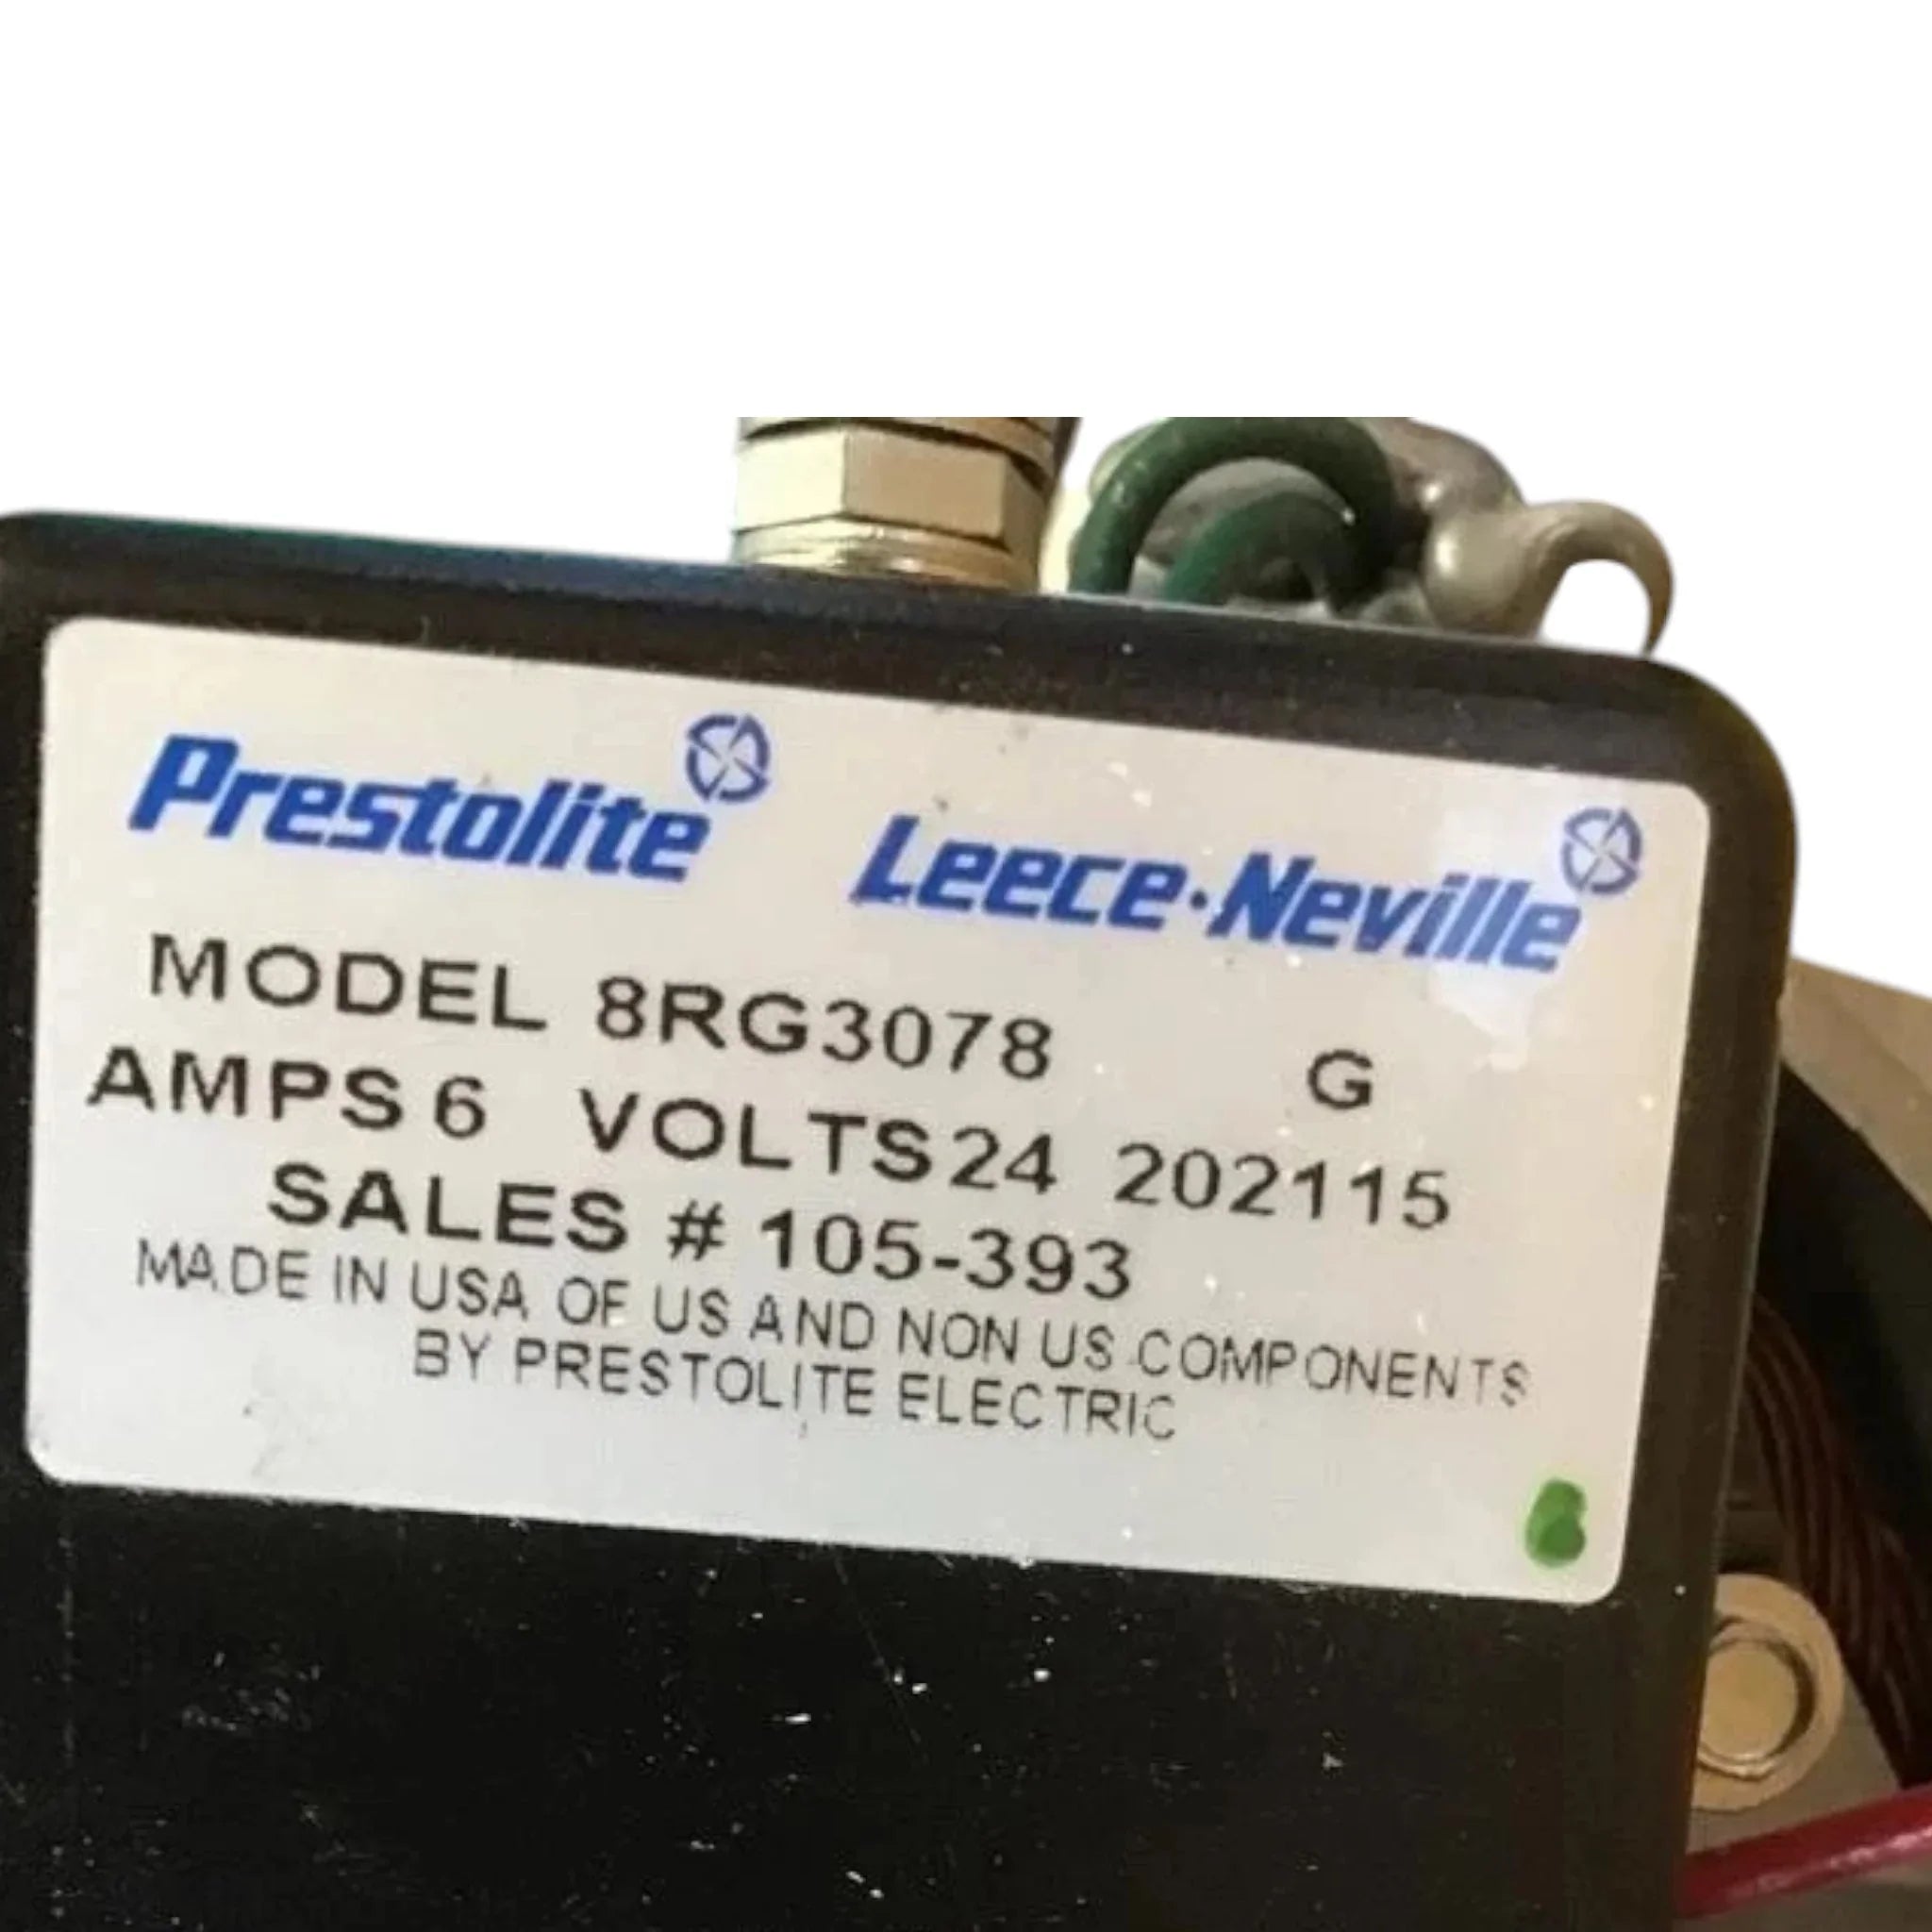 Prestolite Leece·Neville
MODEL 8RG3078 G
AMPS 6 VOLTS 24 202115
SALES # 105-393
MADE IN USA OF US AND NON US COMPONENTS
BY PRESTOLITE ELECTRIC